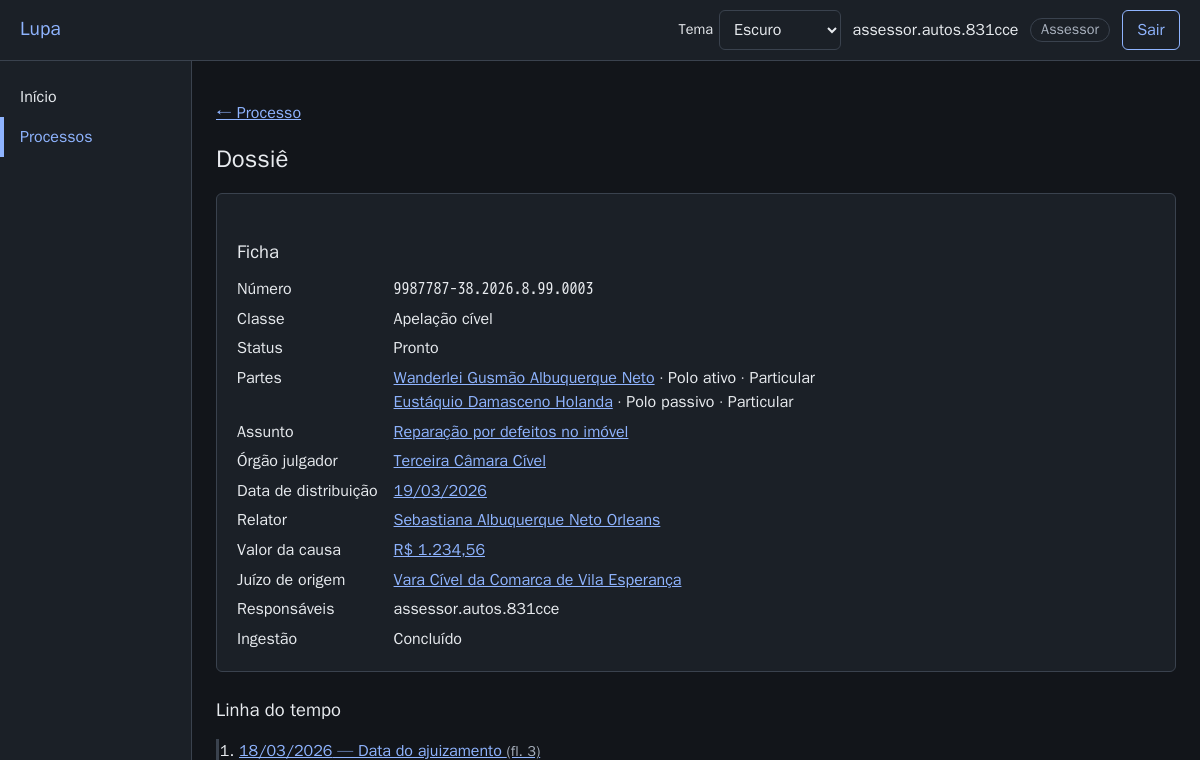 Lupa
Tema Escuro assessor.autos.831cce Assessor Sair
Início
Processos
← Processo
Dossiê
Ficha
Número 9987787-38.2026.8.99.0003
Classe Apelação cível
Status Pronto
Partes Wanderlei Gusmão Albuquerque Neto · Polo ativo · Particular
Eustáquio Damasceno Holanda · Polo passivo · Particular
Assunto Reparação por defeitos no imóvel
Órgão julgador Terceira Câmara Cível
Data de distribuição 19/03/2026
Relator Sebastiana Albuquerque Neto Orleans
Valor da causa R$ 1.234,56
Juízo de origem Vara Cível da Comarca de Vila Esperança
Responsáveis assessor.autos.831cce
Ingestão Concluído
Linha do tempo
1. 18/03/2026 — Data do ajuizamento (fl. 3)